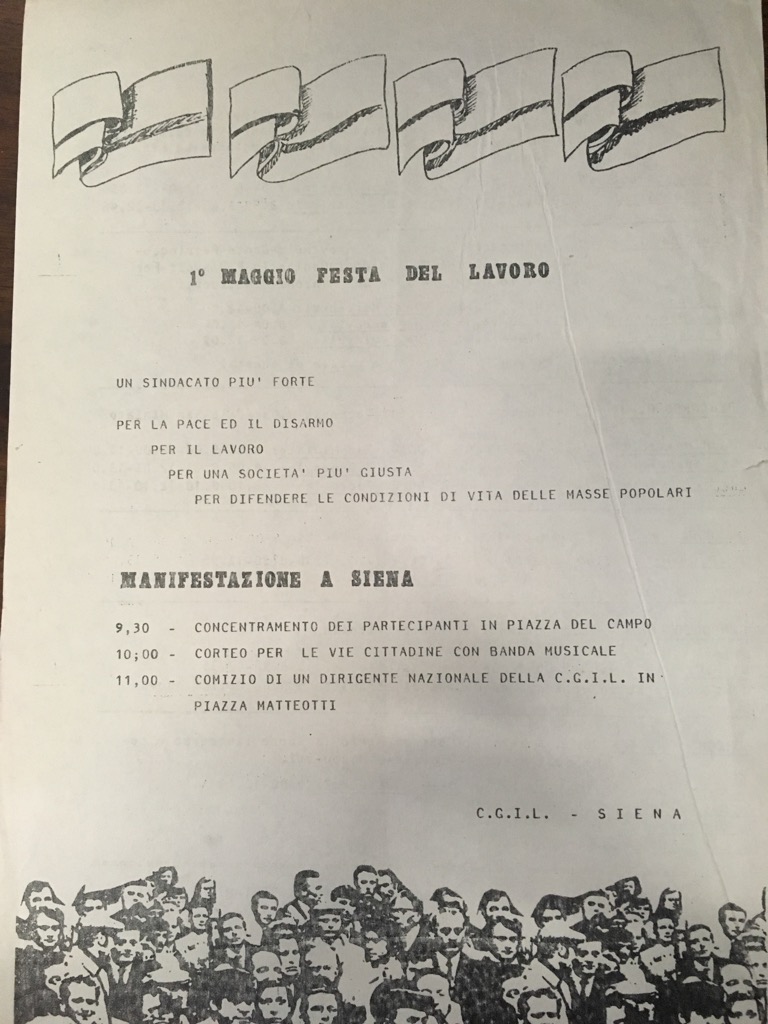 1º MAGGIO FESTA DEL LAVORO
UN SINDACATO PIU' FORTE
PER LA PACE ED IL DISARMO
PER IL LAVORO
PER UNA SOCIETA' PIU' GIUSTA
PER DIFENDERE LE CONDIZIONI DI VITA DELLE MASSE POPOLARI
MANIFESTAZIONE A SIENA
9,30 - CONCENTRAMENTO DEI PARTECIPANTI IN PIAZZA DEL CAMPO
10;00 - CORTEO PER LE VIE CITTADINE CON BANDA MUSICALE
11,00 - COMIZIO DI UN DIRIGENTE NAZIONALE DELLA C.G.I.L. IN
PIAZZA MATTEOTTI
C.G.I.L. - S I E N A